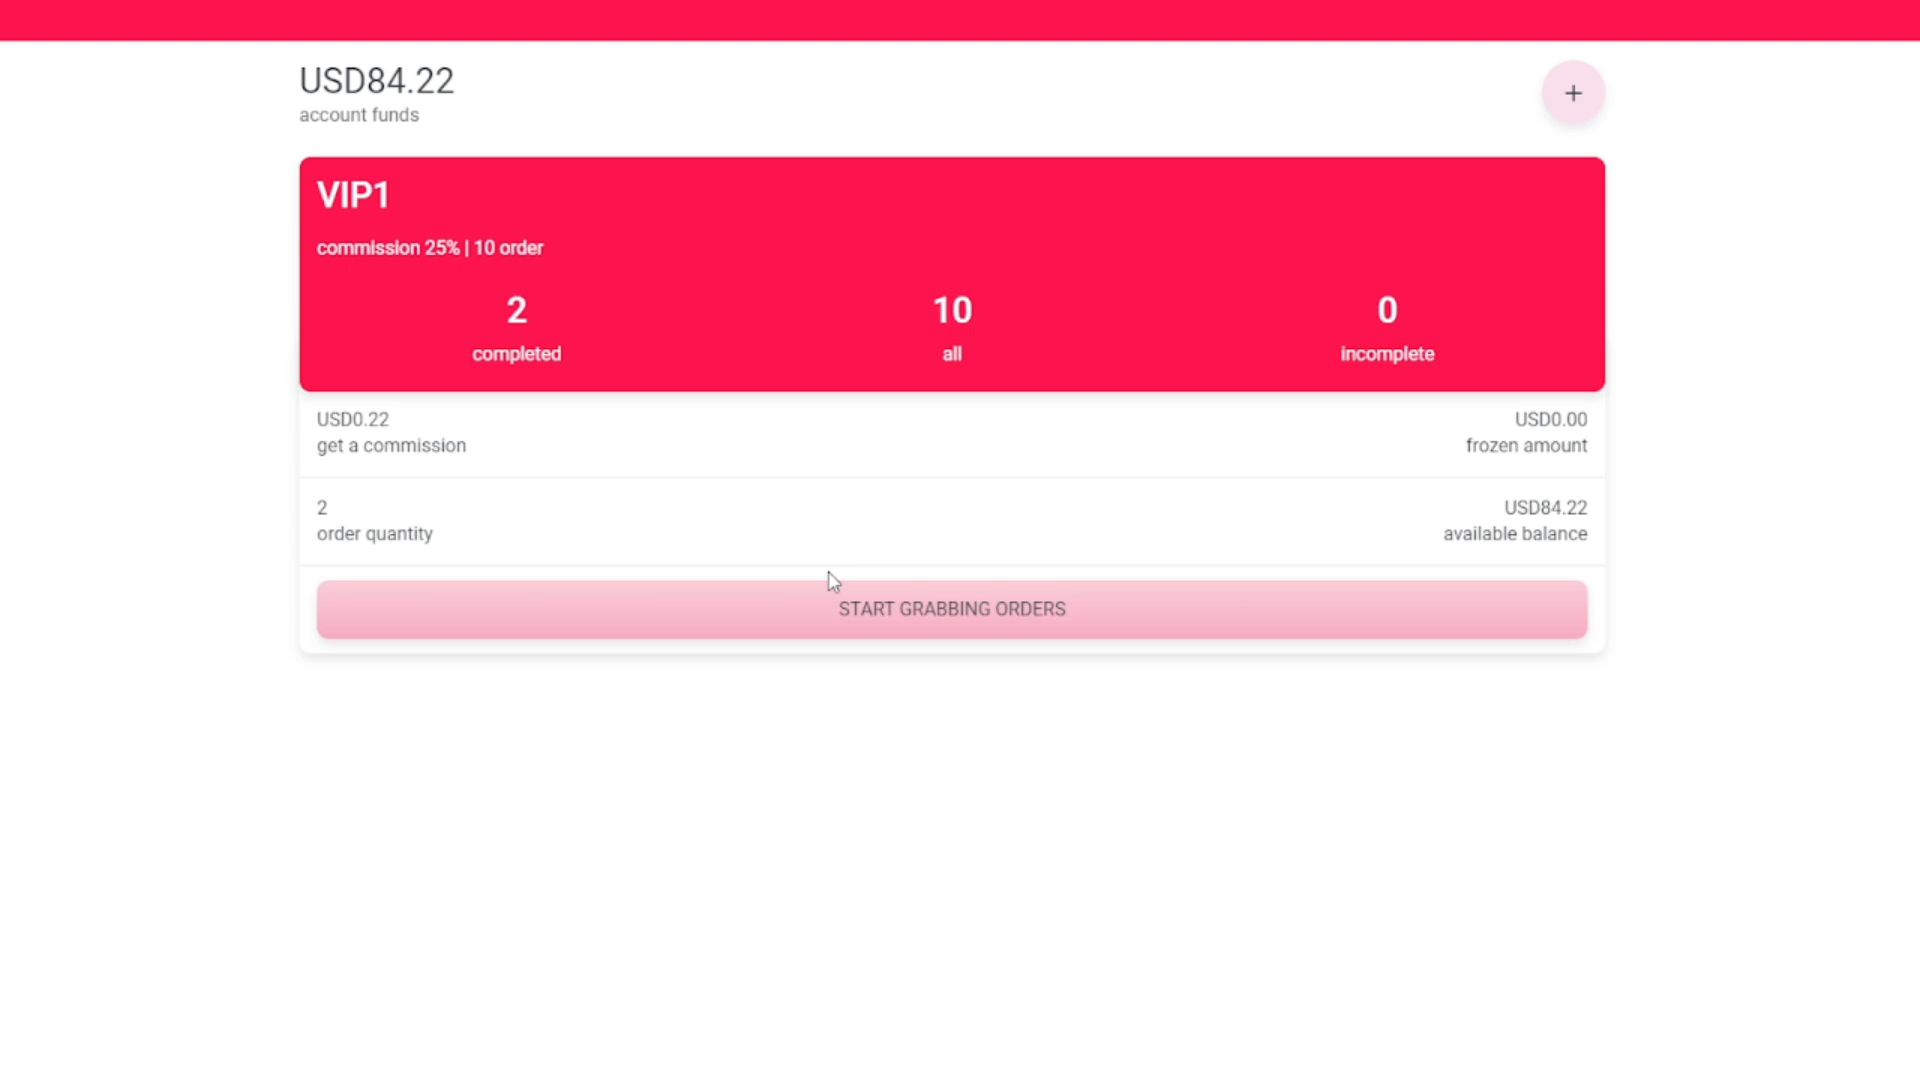 USD84.22
account funds
+
VIP1
commission 25% | 10 order
2
completed
10
all
0
incomplete
USD0.22
get a commission
USD0.00
frozen amount
2
order quantity
USD84.22
available balance
START GRABBING ORDERS